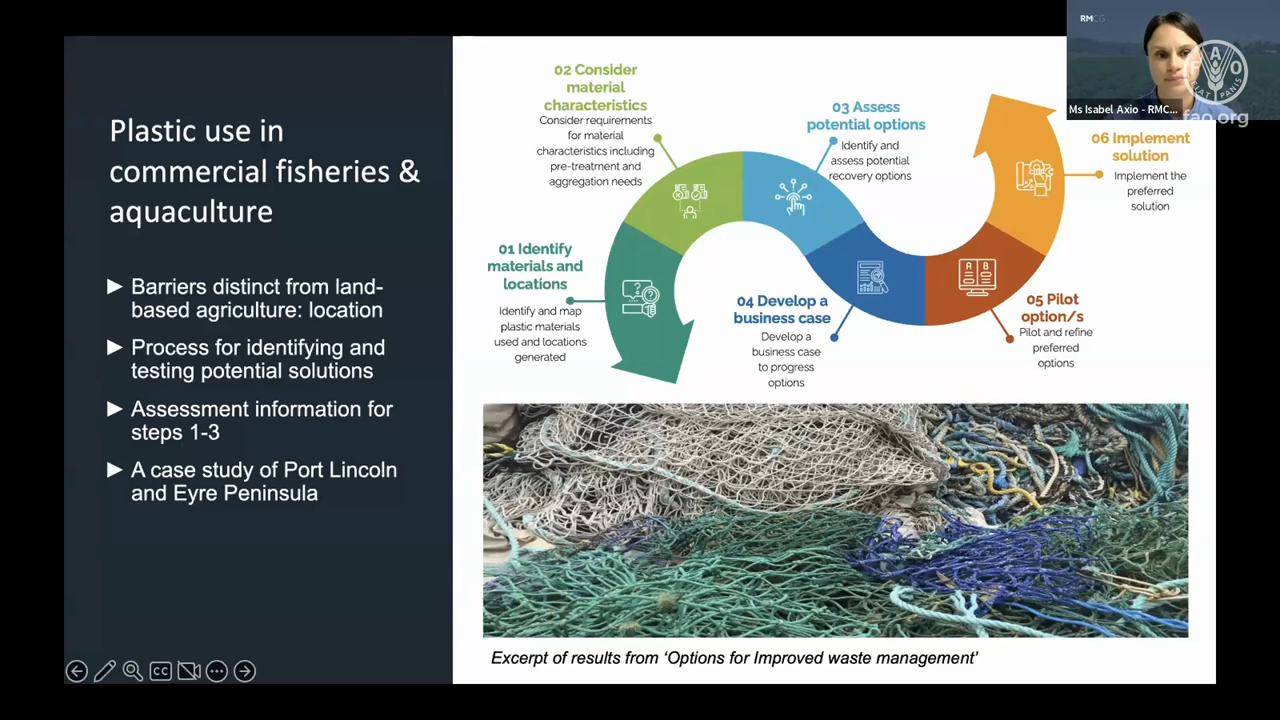 Plastic use in
commercial fisheries &
aquaculture
► Barriers distinct from land-
based agriculture: location
► Process for identifying and
testing potential solutions
► Assessment information for
steps 1-3
► A case study of Port Lincoln
and Eyre Peninsula
01 Identify
materials and
locations
Identify and map
plastic materials
used and locations
generated
02 Consider
material
characteristics
Consider requirements
for material
characteristics including
pre-treatment and
aggregation needs
03 Assess
potential options
Identify and
assess potential
recovery options
04 Develop a
business case
Develop a
business case
to progress
options
05 Pilot
option/s
Pilot and refine
preferred
options
06 Implement
solution
Implement the
preferred
solution
A B
Excerpt of results from ‘Options for Improved waste management’
CC
RMCG
Ms Isabel Axio - RMC...
FAO
FIAT PANIS
fao.org